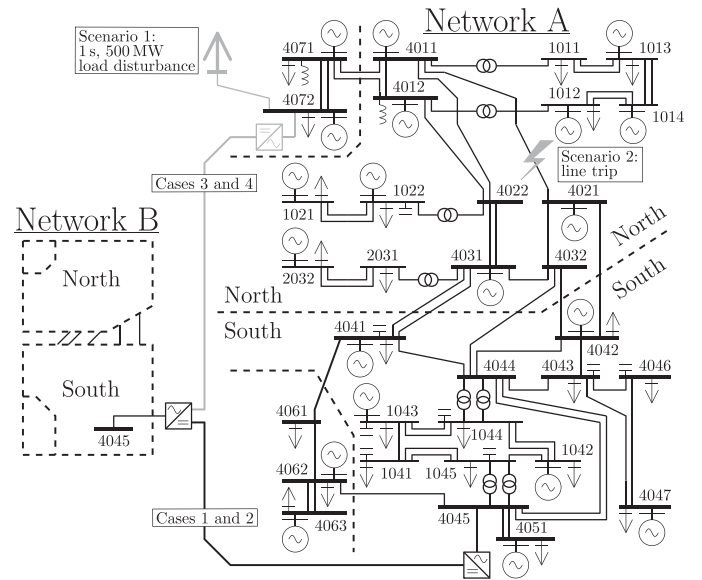 Network A
Scenario 1:
1 s, 500 MW
load disturbance
4071
4011
1011
1013
4072
4012
1012
1014
Scenario 2:
line trip
Cases 3 and 4
1021
1022
4022
4021
Network B
North
2032
2031
4031
4032
North
South
North
South
4041
4042
South
4044
4043
4046
4045
4061
1043
1044
1042
1041
1045
4062
4063
4045
4047
4051
Cases 1 and 2